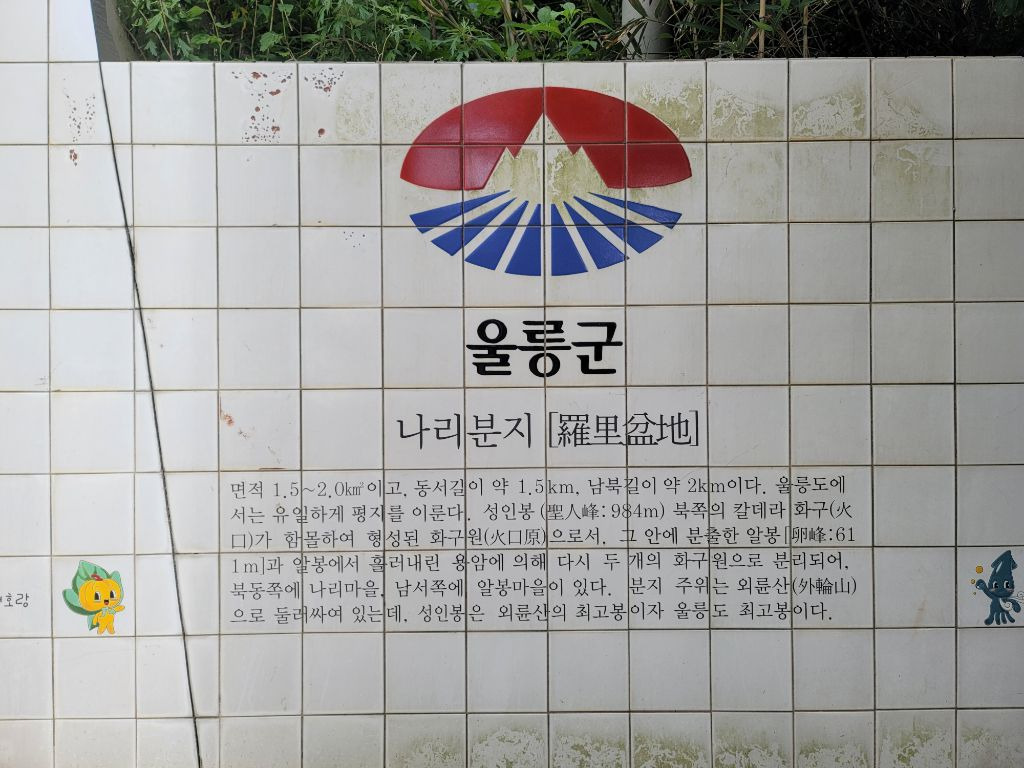 울릉군
나리분지 [羅里盆地]
면적 1.5~2.0㎢이고, 동서길이 약 1.5km, 남북길이 약 2km이다. 울릉도에
서는 유일하게 평지를 이룬다. 성인봉 (聖人峰: 984m) 북쪽의 칼데라 화구(火
口)가 함몰하여 형성된 화구원(火口原)으로서, 그 안에 분출한 알봉[卵峰:61
1m]과 알봉에서 흘러내린 용암에 의해 다시 두 개의 화구원으로 분리되어,
북동쪽에 나리마을, 남서쪽에 알봉마을이 있다. 분지 주위는 외륜산(外輪山)
으로 둘러싸여 있는데, 성인봉은 외륜산의 최고봉이자 울릉도 최고봉이다.
호랑